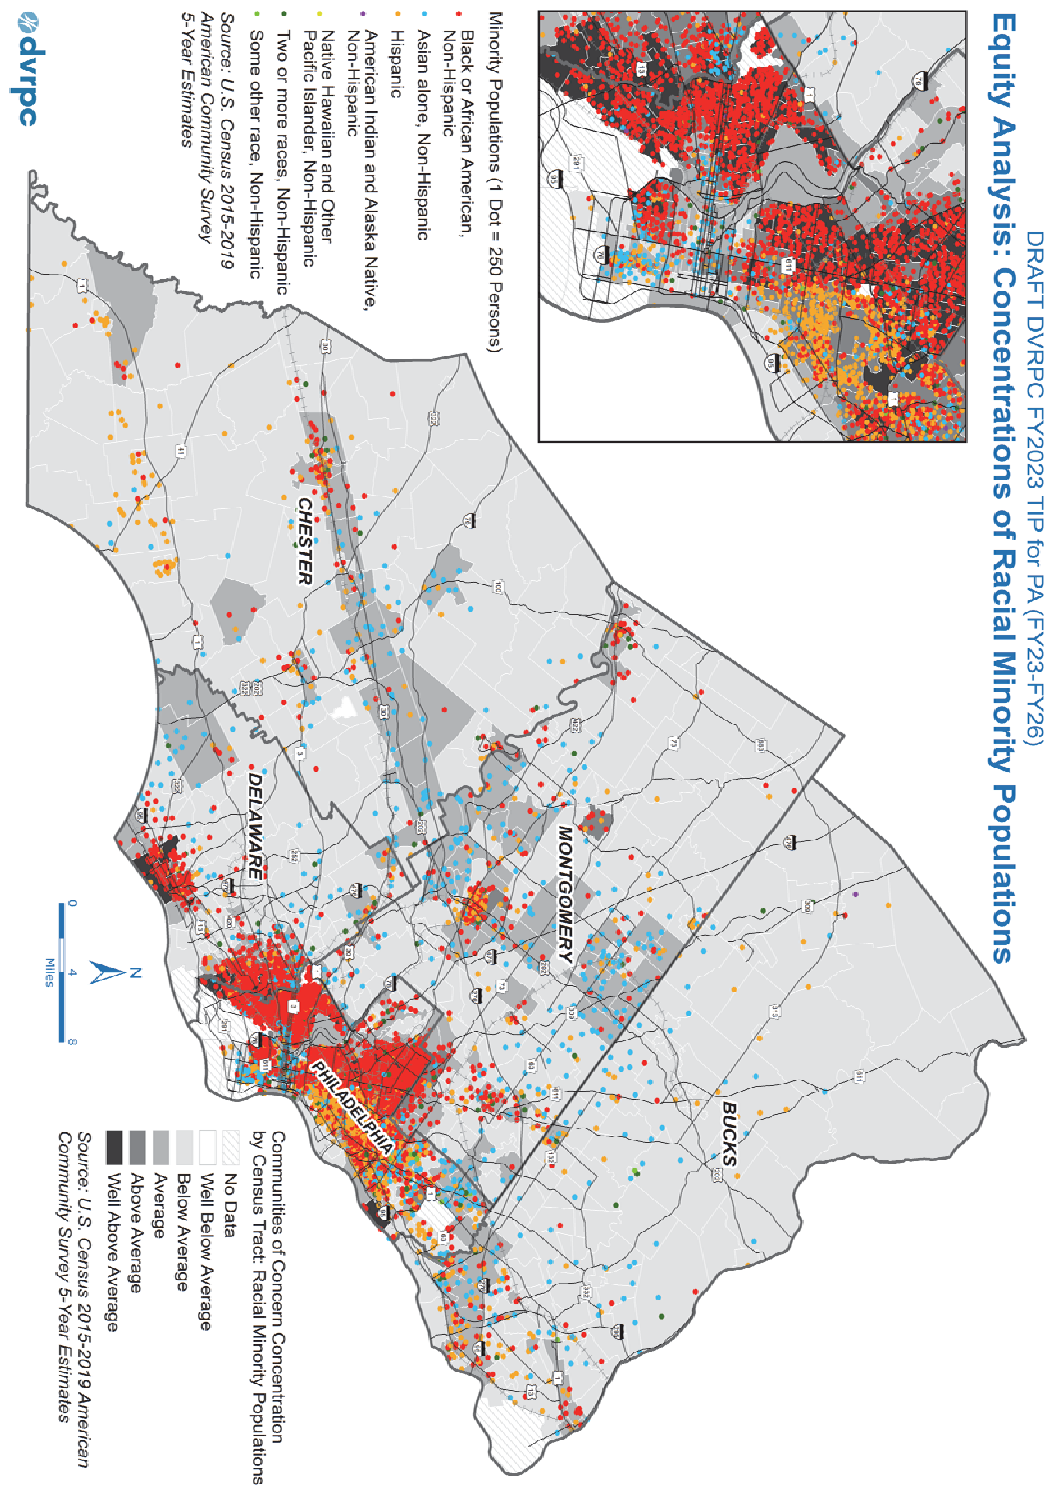 DRAFT DVRPC FY2023 TIP for PA (FY23-FY26)
Equity Analysis: Concentrations of Racial Minority Populations
Minority Populations (1 Dot = 250 Persons)
Black or African American,
Non-Hispanic
Asian alone, Non-Hispanic
Hispanic
American Indian and Alaska Native,
Non-Hispanic
Native Hawaiian and Other
Pacific Islander, Non-Hispanic
Two or more races, Non-Hispanic
Some other race, Non-Hispanic
Source: U.S. Census 2015-2019
American Community Survey
5-Year Estimates
dvrpc
CHESTER
DELAWARE
MONTGOMERY
PHILADELPHIA
BUCKS
N
0 4 8
Miles
Communities of Concern Concentration
by Census Tract: Racial Minority Populations
No Data
Well Below Average
Below Average
Average
Above Average
Well Above Average
Source: U.S. Census 2015-2019 American
Community Survey 5-Year Estimates